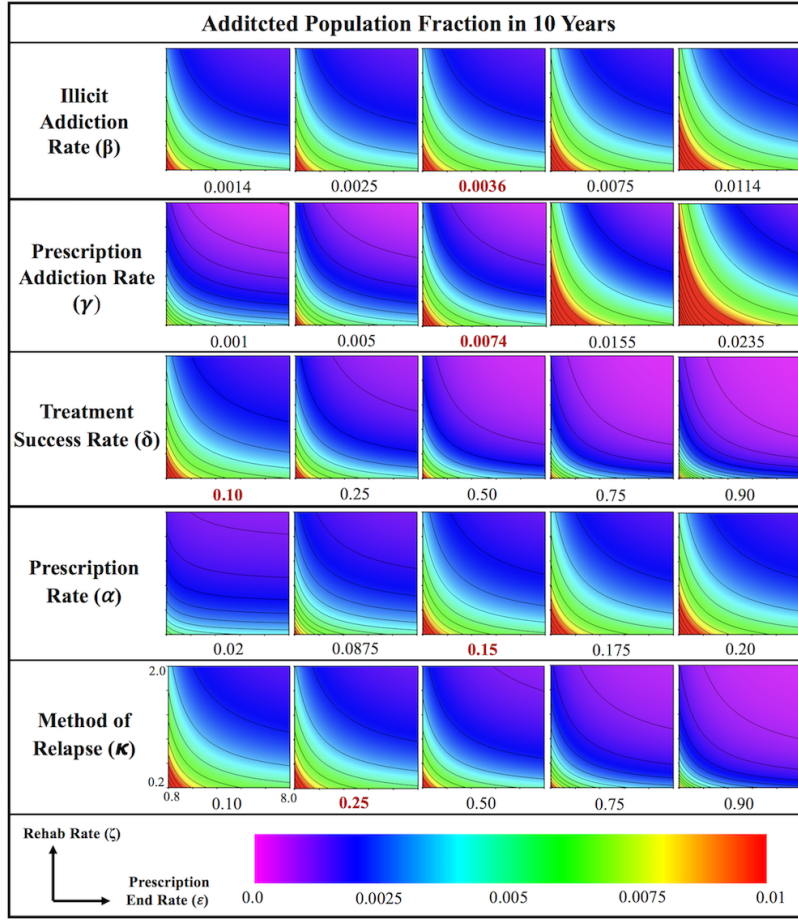 Additcted Population Fraction in 10 Years
Illicit
Addiction
Rate (β)
0.0014
0.0025
0.0036
0.0075
0.0114
Prescription
Addiction Rate
(γ)
0.001
0.005
0.0074
0.0155
0.0235
Treatment
Success Rate (δ)
0.10
0.25
0.50
0.75
0.90
Prescription
Rate (α)
0.02
0.0875
0.15
0.175
0.20
Method of
Relapse (κ)
2.0
0.2
0.8
0.10
8.0
0.25
0.50
0.75
0.90
Rehab Rate (ζ)
Prescription
End Rate (ε)
0.0
0.0025
0.005
0.0075
0.01